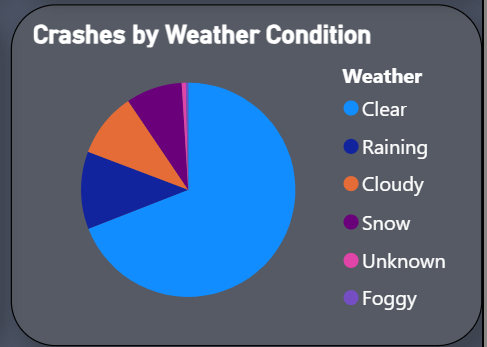 Crashes by Weather Condition
Weather
Clear
Raining
Cloudy
Snow
Unknown
Foggy